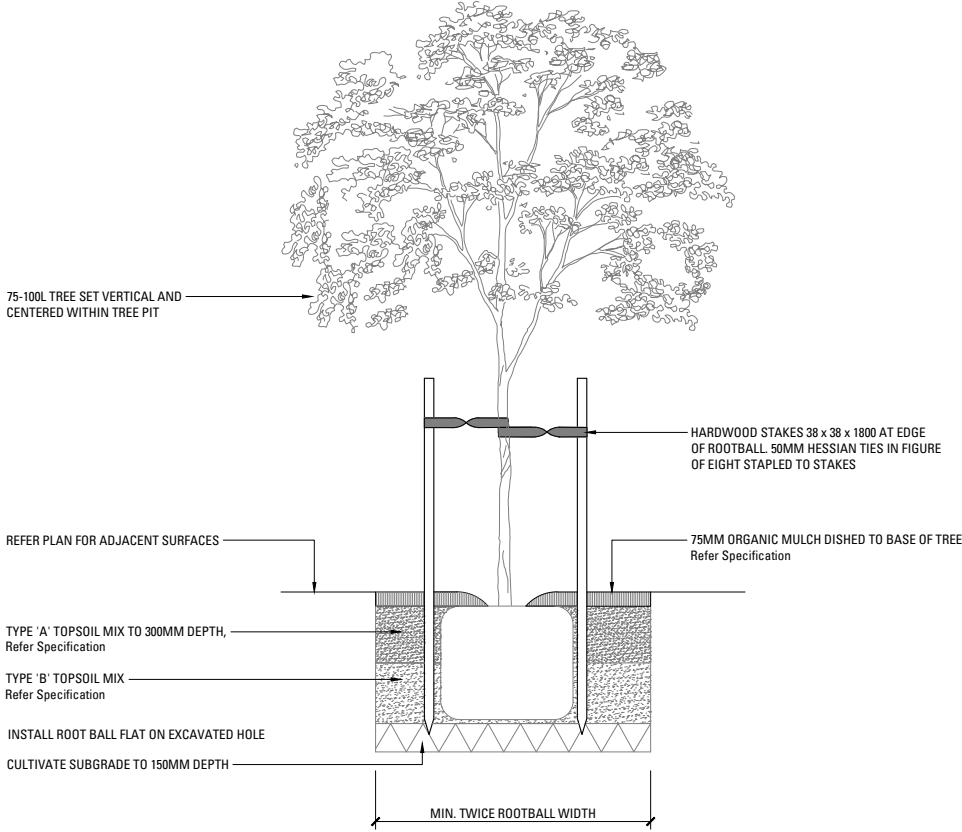 75-100L TREE SET VERTICAL AND
CENTERED WITHIN TREE PIT
HARDWOOD STAKES 38 x 38 x 1800 AT EDGE
OF ROOTBALL. 50MM HESSIAN TIES IN FIGURE
OF EIGHT STAPLED TO STAKES
REFER PLAN FOR ADJACENT SURFACES
75MM ORGANIC MULCH DISHED TO BASE OF TREE
Refer Specification
TYPE 'A' TOPSOIL MIX TO 300MM DEPTH,
Refer Specification
TYPE 'B' TOPSOIL MIX
Refer Specification
INSTALL ROOT BALL FLAT ON EXCAVATED HOLE
CULTIVATE SUBGRADE TO 150MM DEPTH
MIN. TWICE ROOTBALL WIDTH